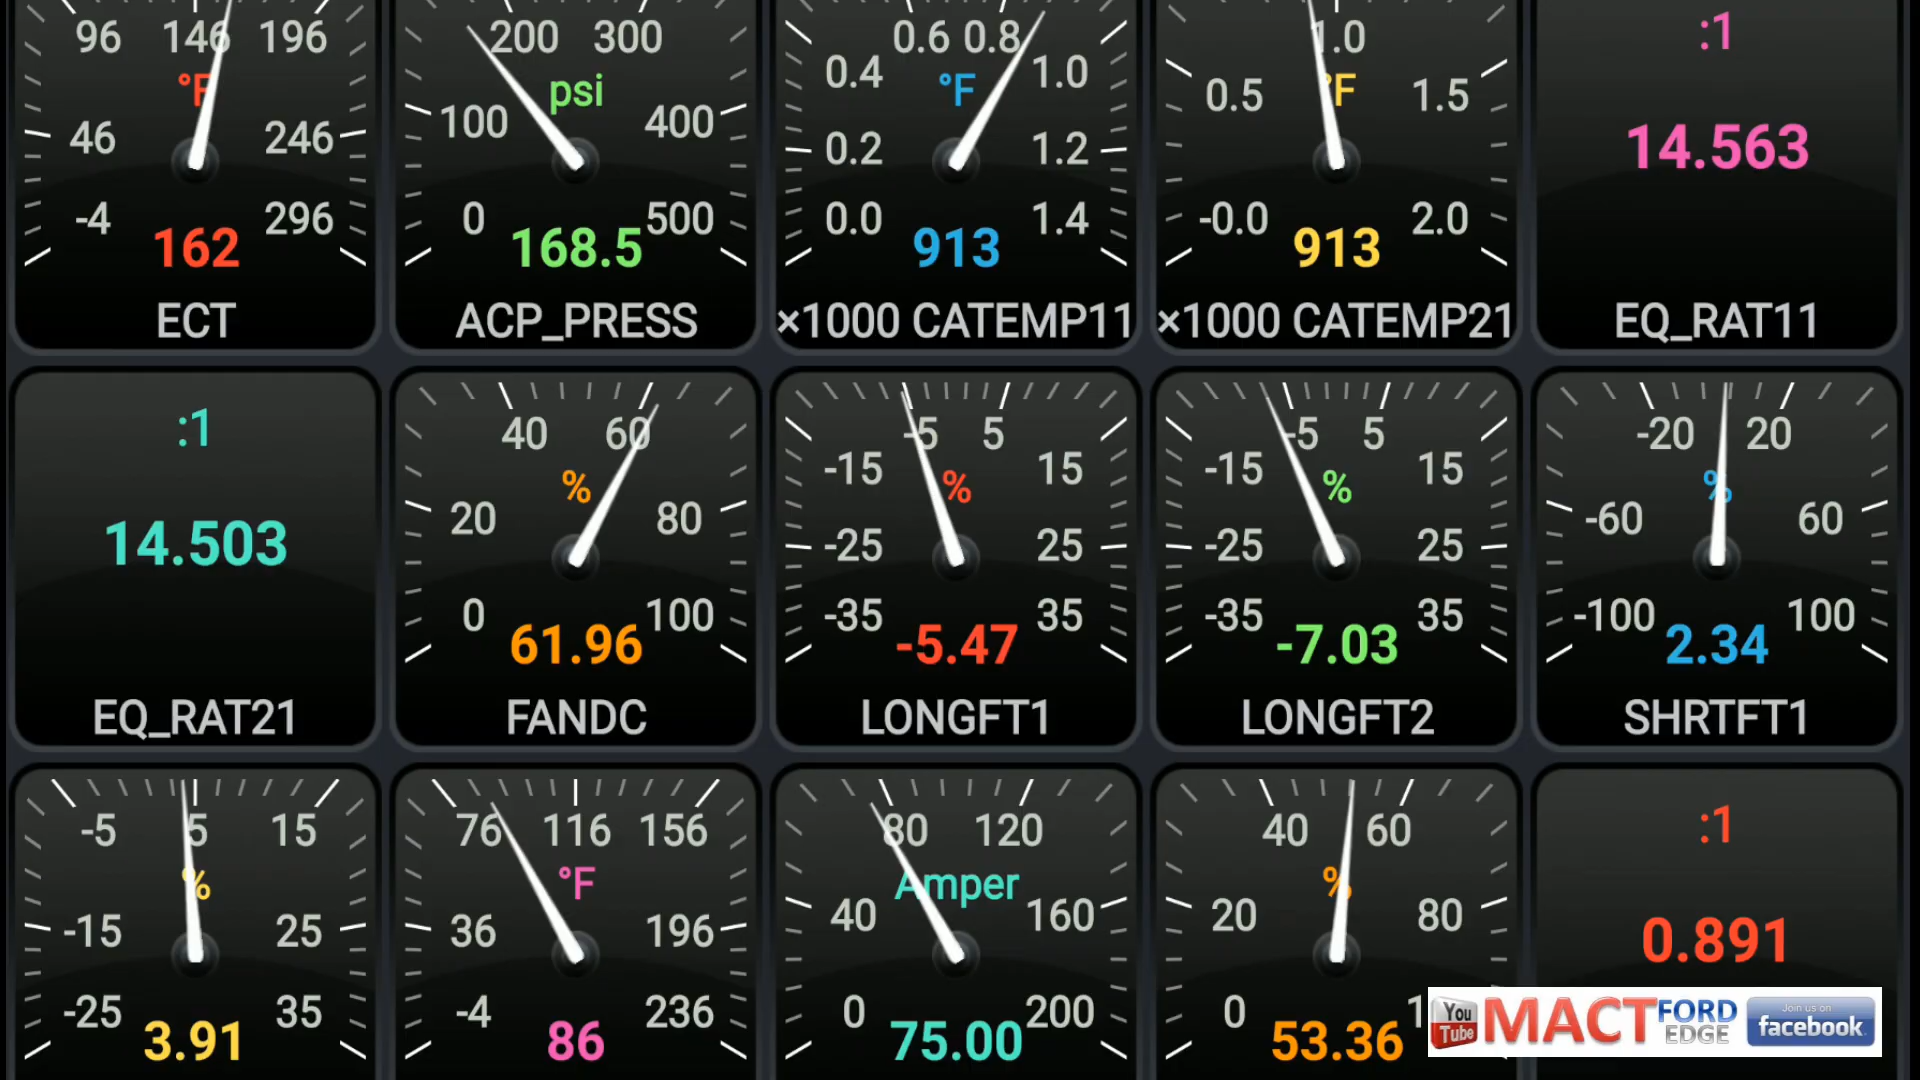 96 146 196
°F
46 246
-4 296
162
ECT
200 300
psi
100 400
0 500
168.5
ACP_PRESS
0.6 0.8
0.4 °F 1.0
0.2 1.2
0.0 1.4
913
×1000 CATEMP11
1.0
°F
0.5 1.5
-0.0 2.0
913
×1000 CATEMP21
:1
14.563
EQ_RAT11
:1
14.503
EQ_RAT21
40 60
%
20 80
0 100
61.96
FANDC
-5 5
-15 15
%
-25 25
-35 35
-5.47
LONGFT1
-5 5
-15 15
%
-25 25
-35 35
-7.03
LONGFT2
-20 20
%
-60 60
-100 100
2.34
SHRTFT1
-5 5 15
%
-15 25
-25 35
3.91
76 116 156
°F
36 196
-4 236
86
80 120
Amper
40 160
0 200
75.00
40 60
%
20 80
0
53.36
:1
0.891
You
Tube
MACT
FORD
EDGE
Join us on
facebook